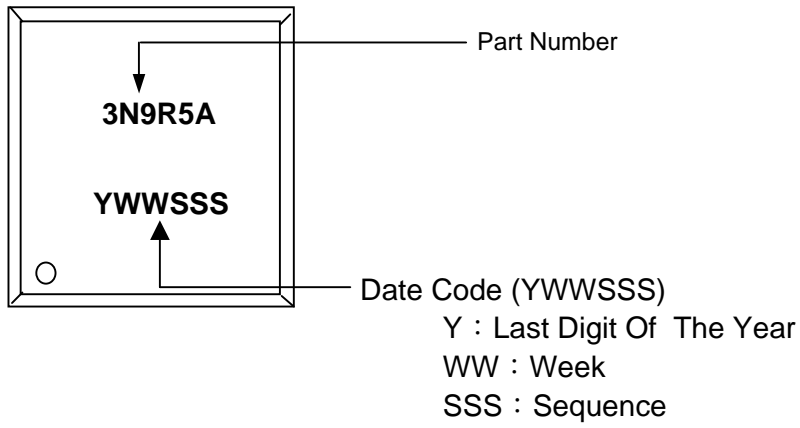 Part Number
3N9R5A
YWWSSS
Date Code (YWWSSS)
Y：Last Digit Of The Year
WW：Week
SSS：Sequence